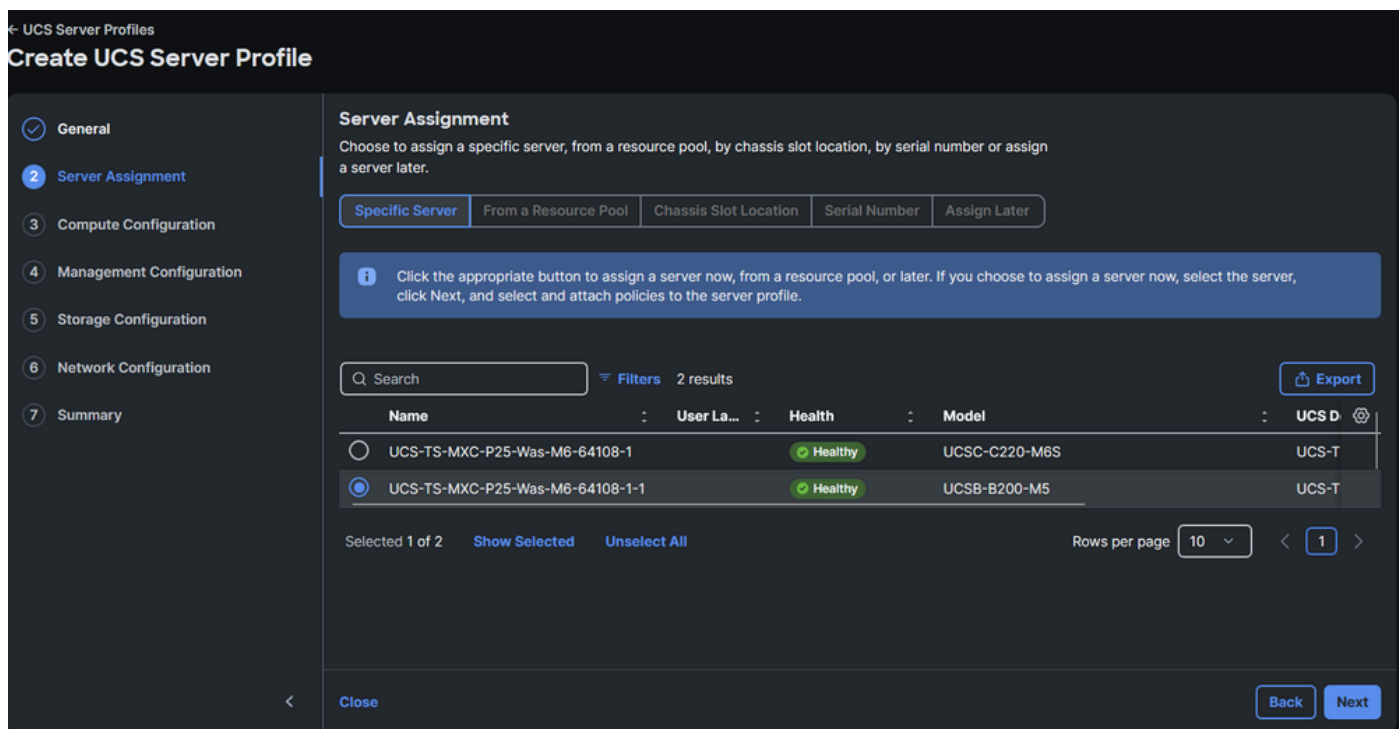 ← UCS Server Profiles
Create UCS Server Profile
General
2 Server Assignment
3 Compute Configuration
4 Management Configuration
5 Storage Configuration
6 Network Configuration
7 Summary
Server Assignment
Choose to assign a specific server, from a resource pool, by chassis slot location, by serial number or assign
a server later.
Specific Server From a Resource Pool Chassis Slot Location Serial Number Assign Later
Click the appropriate button to assign a server now, from a resource pool, or later. If you choose to assign a server now, select the server,
click Next, and select and attach policies to the server profile.
Search Filters 2 results Export
Name User La... Health Model UCS D
UCS-TS-MXC-P25-Was-M6-64108-1 Healthy UCSC-C220-M6S UCS-T
UCS-TS-MXC-P25-Was-M6-64108-1-1 Healthy UCSB-B200-M5 UCS-T
Selected 1 of 2 Show Selected Unselect All Rows per page 10 1
Close Back Next